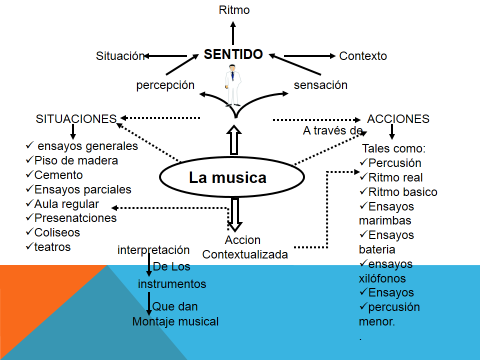 Ritmo
Situación
SENTIDO
Contexto
percepción
sensación
SITUACIONES
ACCIONES
A través de
✓ ensayos generales
✓Piso de madera
✓Cemento
✓Ensayos parciales
✓Aula regular
✓Presenatciones
✓Coliseos
✓teatros
Tales como:
✓Percusión
✓Ritmo real
✓Ritmo basico
✓Ensayos
marimbas
✓Ensayos
bateria
✓ensayos
xilófonos
✓Ensayos
✓percusión
menor.
.
La musica
Accion
Contextualizada
interpretación
De Los
instrumentos
Que dan
Montaje musical